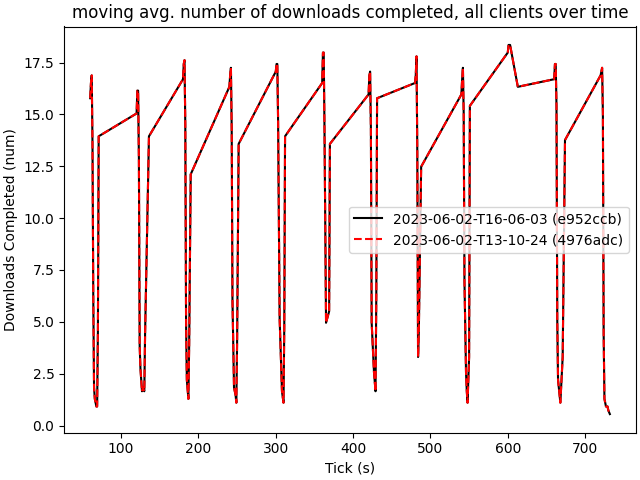 moving avg. number of downloads completed, all clients over time
Downloads Completed (num)
17.5
15.0
12.5
10.0
7.5
5.0
2.5
0.0
2023-06-02-T16-06-03 (e952ccb)
2023-06-02-T13-10-24 (4976adc)
100 200 300 400 500 600 700
Tick (s)